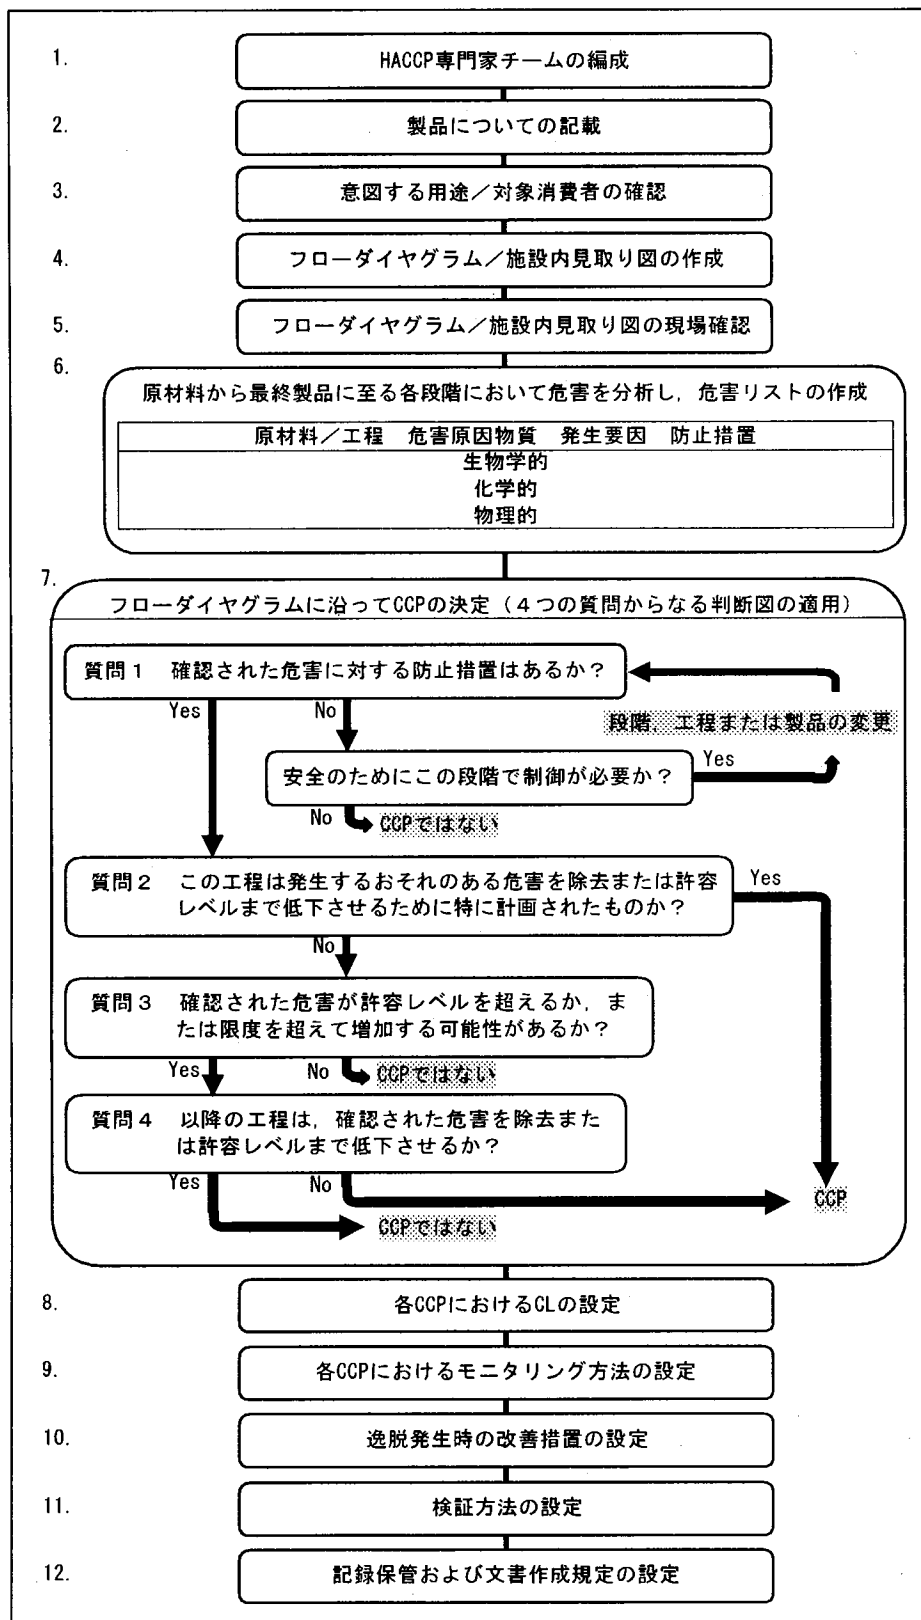 1.
HACCP専門家チームの編成
2.
製品についての記載
3.
意図する用途／対象消費者の確認
4.
フローダイヤグラム／施設内見取り図の作成
5.
フローダイヤグラム／施設内見取り図の現場確認
6.
原材料から最終製品に至る各段階において危害を分析し，危害リストの作成
原材料／工程　危害原因物質　発生要因　防止措置
生物学的
化学的
物理的
7.
フローダイヤグラムに沿ってCCPの決定（４つの質問からなる判断図の適用）
質問１　確認された危害に対する防止措置はあるか？
Yes
No
段階，工程または製品の変更
安全のためにこの段階で制御が必要か？
Yes
No
CCPではない
質問２　この工程は発生するおそれのある危害を除去または許容
レベルまで低下させるために特に計画されたものか？
Yes
No
質問３　確認された危害が許容レベルを超えるか，ま
たは限度を超えて増加する可能性があるか？
Yes
No
CCPではない
質問４　以降の工程は，確認された危害を除去また
は許容レベルまで低下させるか？
Yes
No
CCP
CCPではない
8.
各CCPにおけるCLの設定
9.
各CCPにおけるモニタリング方法の設定
10.
逸脱発生時の改善措置の設定
11.
検証方法の設定
12.
記録保管および文書作成規定の設定